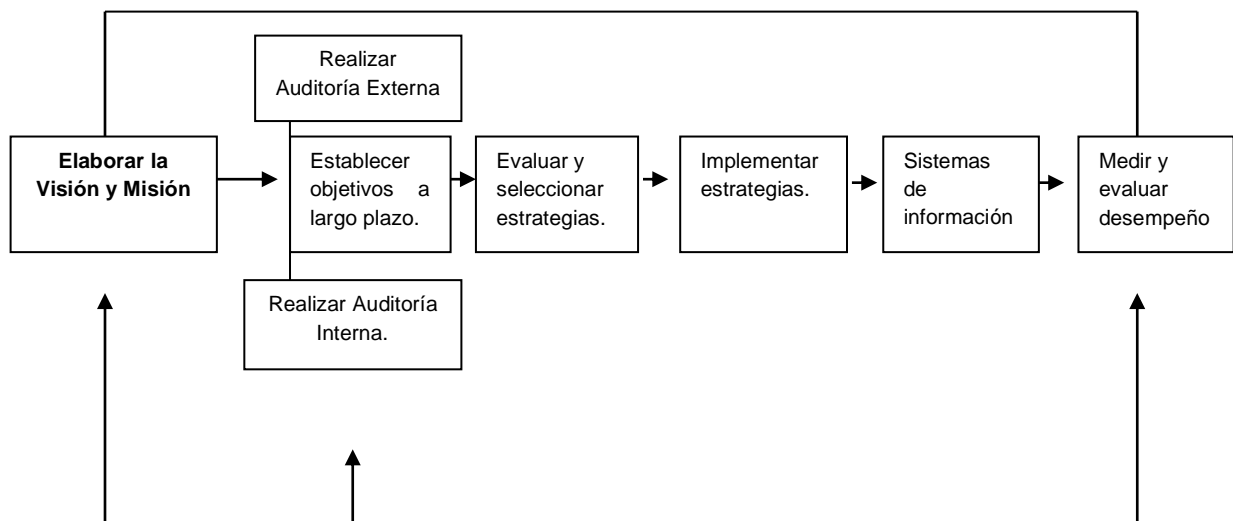 Realizar
Auditoría Externa
Elaborar la
Visión y Misión
Establecer
objetivos a
largo plazo.
Evaluar y
seleccionar
estrategias.
Implementar
estrategias.
Sistemas
de
información
Medir y
evaluar
desempeño
Realizar Auditoría
Interna.